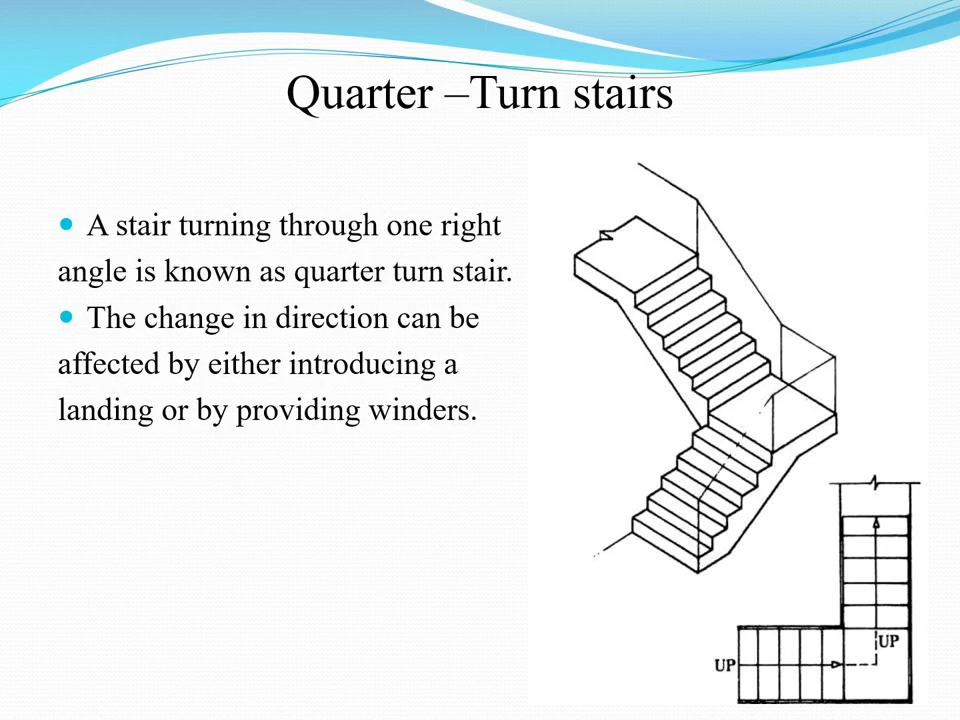 Quarter –Turn stairs
A stair turning through one right
angle is known as quarter turn stair.
The change in direction can be
affected by either introducing a
landing or by providing winders.
UP
UP